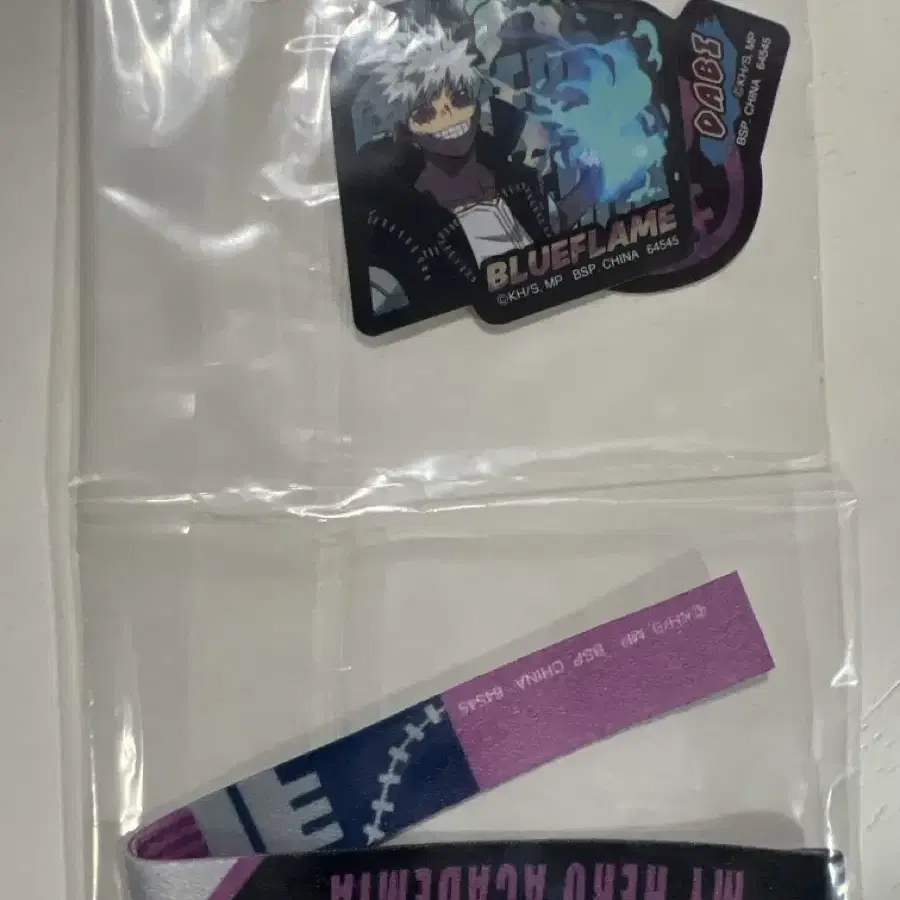 DABI
©KH/S, MP
BSP. CHINA 64545
BLUEFLAME
©KH/S, MP BSP. CHINA 64545
©KH/S, MP BSP CHINA 64545
MY HERO ACADEMIA